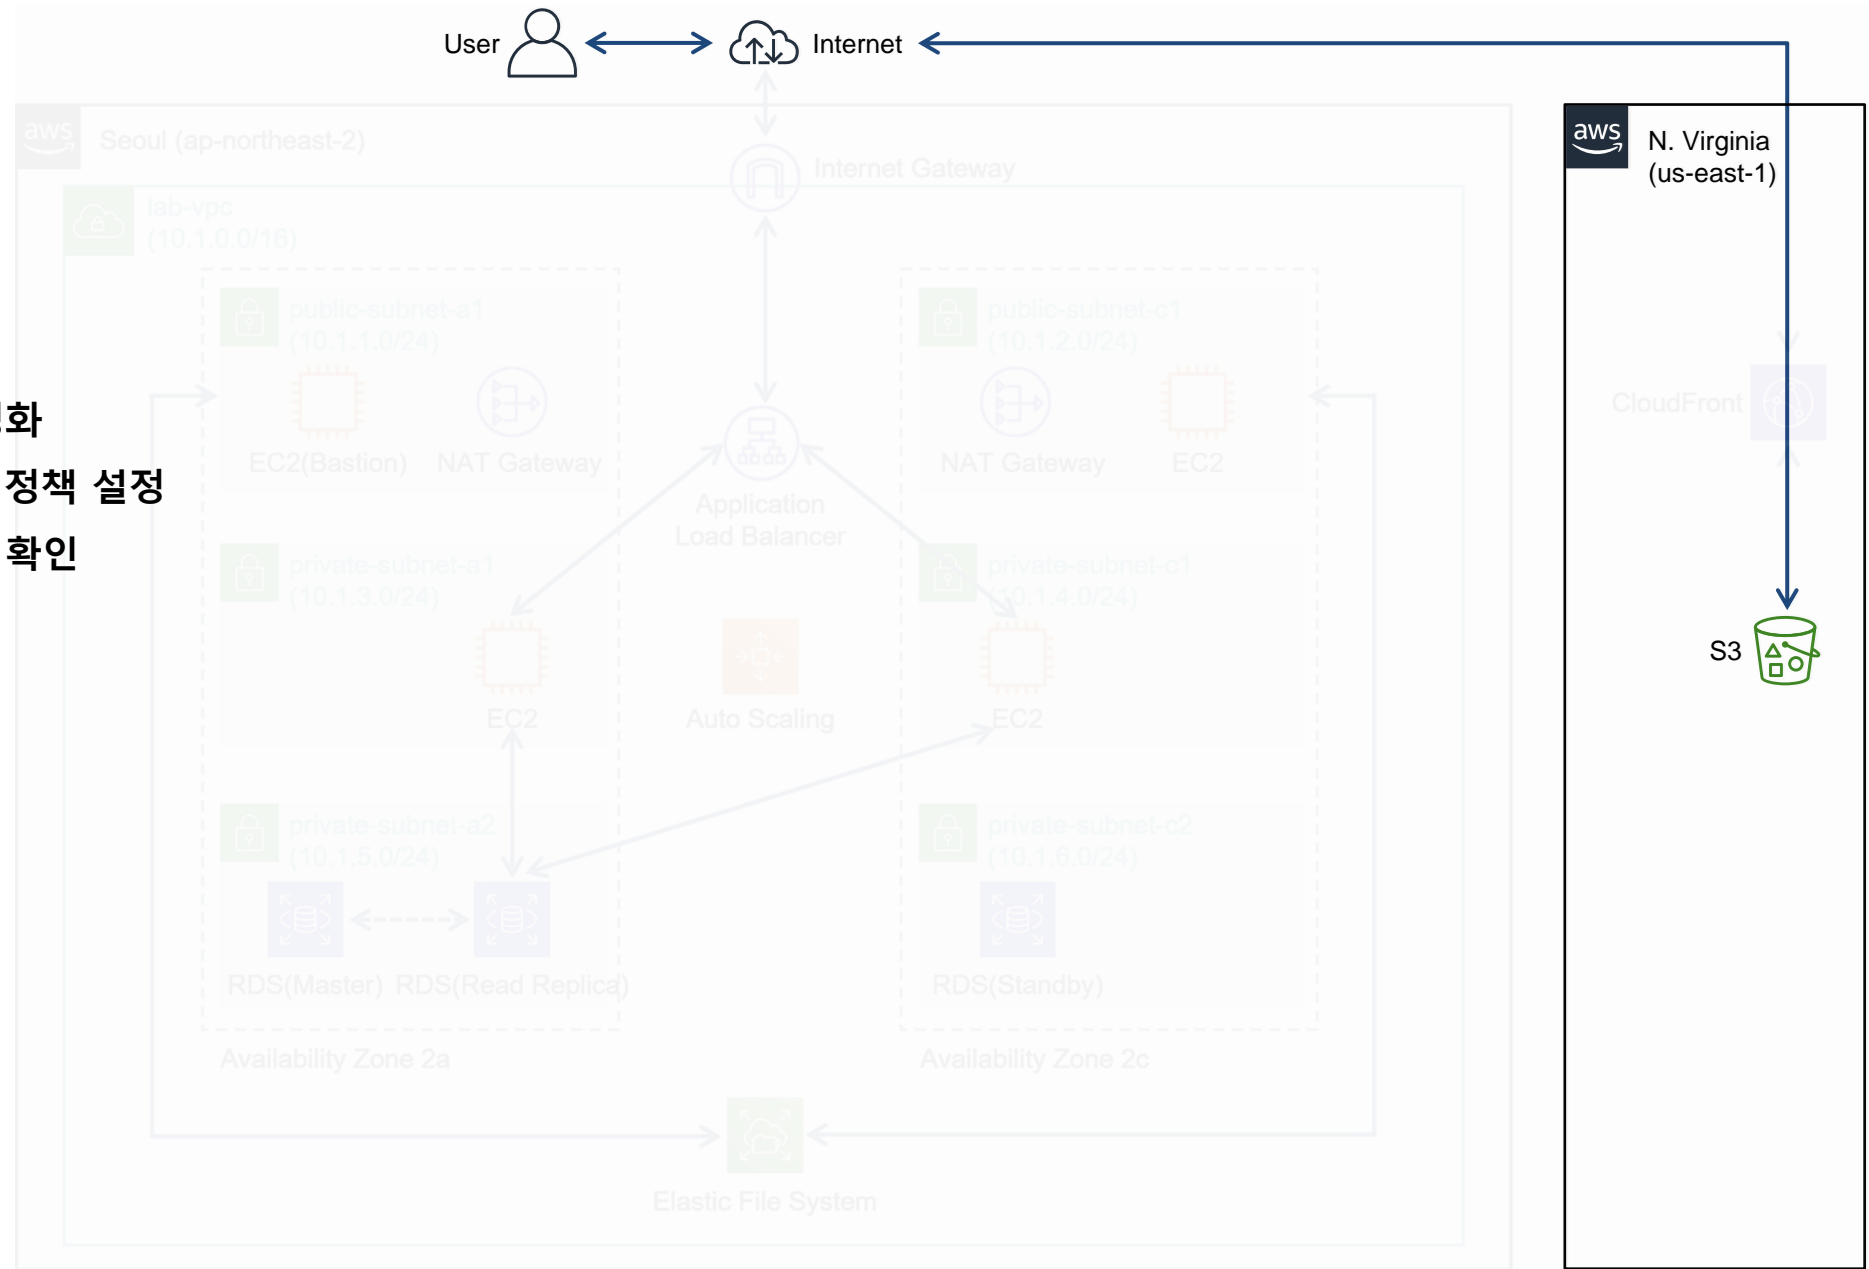 User
Internet
aws
Seoul (ap-northeast-2)
aws
N. Virginia
(us-east-1)
Internet Gateway
lab-vpc
(10.1.0.0/16)
public-subnet-a1
(10.1.1.0/24)
public-subnet-c1
(10.1.2.0/24)
화
정책 설정
확인
EC2(Bastion)
NAT Gateway
NAT Gateway
EC2
CloudFront
Application
Load Balancer
private-subnet-a1
(10.1.3.0/24)
private-subnet-c1
(10.1.4.0/24)
S3
EC2
Auto Scaling
EC2
private-subnet-a2
(10.1.5.0/24)
private-subnet-c2
(10.1.6.0/24)
RDS(Master)
RDS(Read Replica)
RDS(Standby)
Availability Zone 2a
Availability Zone 2c
Elastic File System